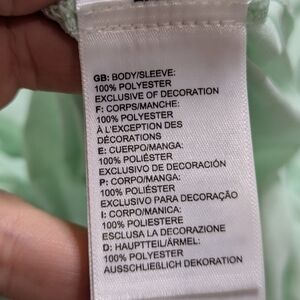 GB: BODY/SLEEVE:
100% POLYESTER
EXCLUSIVE OF DECORATION
F: CORPS/MANCHE:
100% POLYESTER
À L'EXCEPTION DES
DÉCORATIONS
E: CUERPO/MANGA:
100% POLIÉSTER
EXCLUSIVO DE DECORACIÓN
P: CORPO/MANGA:
100% POLIÉSTER
EXCLUSIVO PARA DECORAÇÃO
I: CORPO/MANICA:
100% POLIESTERE
ESCLUSA LA DECORAZIONE
D: HAUPTTEIL/ÄRMEL:
100% POLYESTER
AUSSCHLIEßLICH DEKORATION